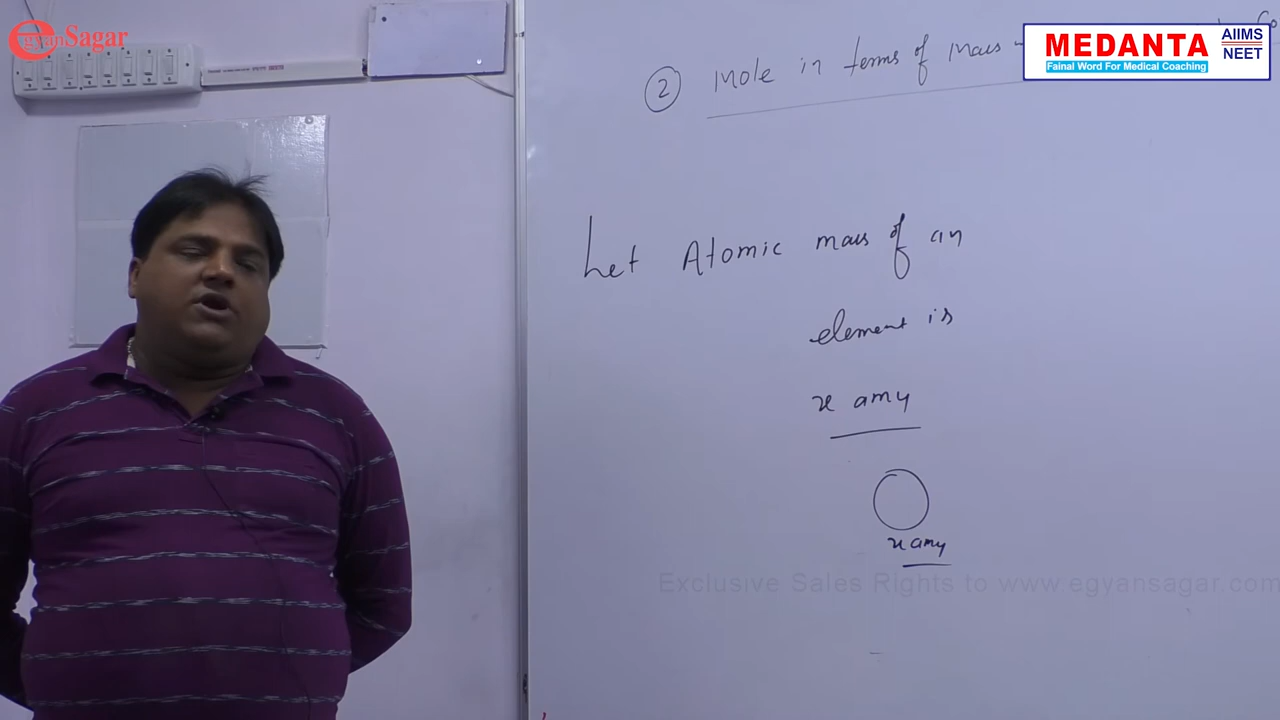 egyanSagar
MEDANTA
Fainal Word For Medical Coaching
AIIMS
NEET
② Mole in terms of Mass
Let Atomic mass of an
element is
x amu
x amu
Exclusive Sales Rights to www.egyansagar.com